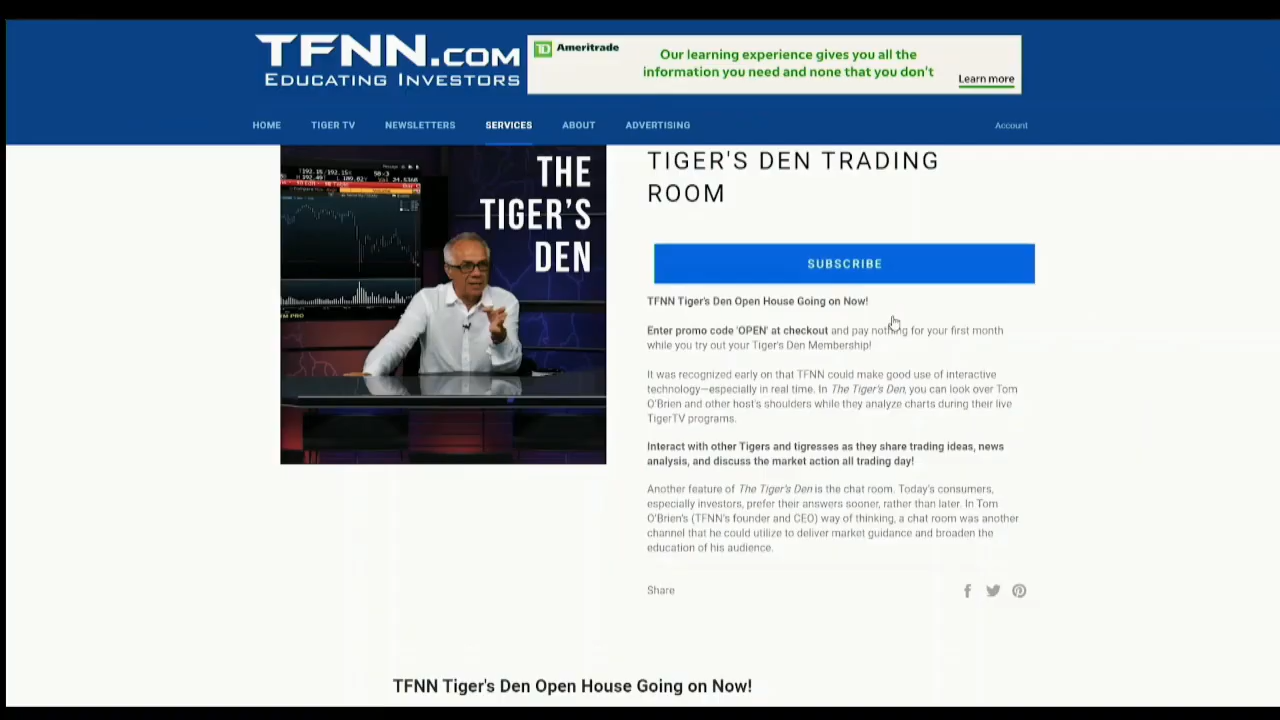 TFNN.COM
EDUCATING INVESTORS
TD Ameritrade
Our learning experience gives you all the
information you need and none that you don't
Learn more
HOME TIGER TV NEWSLETTERS SERVICES ABOUT ADVERTISING Account
THE
TIGER'S
DEN
TIGER'S DEN TRADING
ROOM
SUBSCRIBE
TFNN Tiger's Den Open House Going on Now!
Enter promo code 'OPEN' at checkout and pay nothing for your first month
while you try out your Tiger's Den Membership!
It was recognized early on that TFNN could make good use of interactive
technology—especially in real time. In The Tiger's Den, you can look over Tom
O'Brien and other host's shoulders while they analyze charts during their live
TigerTV programs.
Interact with other Tigers and tigresses as they share trading ideas, news
analysis, and discuss the market action all trading day!
Another feature of The Tiger's Den is the chat room. Today's consumers,
especially investors, prefer their answers sooner, rather than later. In Tom
O'Brien's (TFNN's founder and CEO) way of thinking, a chat room was another
channel that he could utilize to deliver market guidance and broaden the
education of his audience.
Share
TFNN Tiger's Den Open House Going on Now!